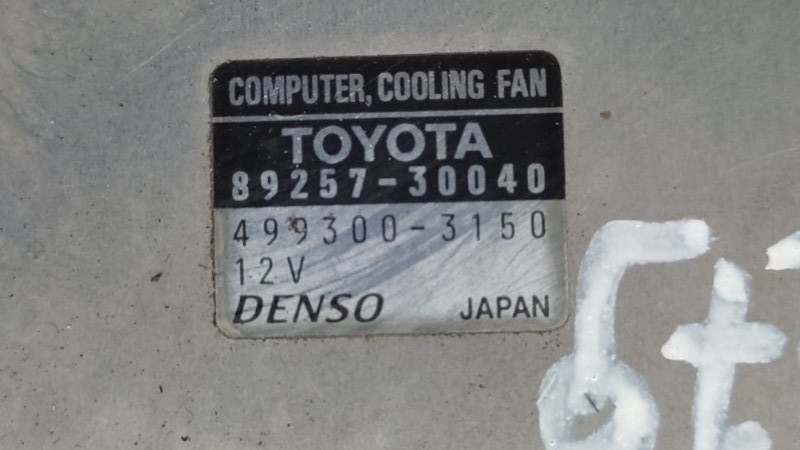 COMPUTER, COOLING FAN
TOYOTA
89257-30040
499300-3150
12V
DENSO JAPAN